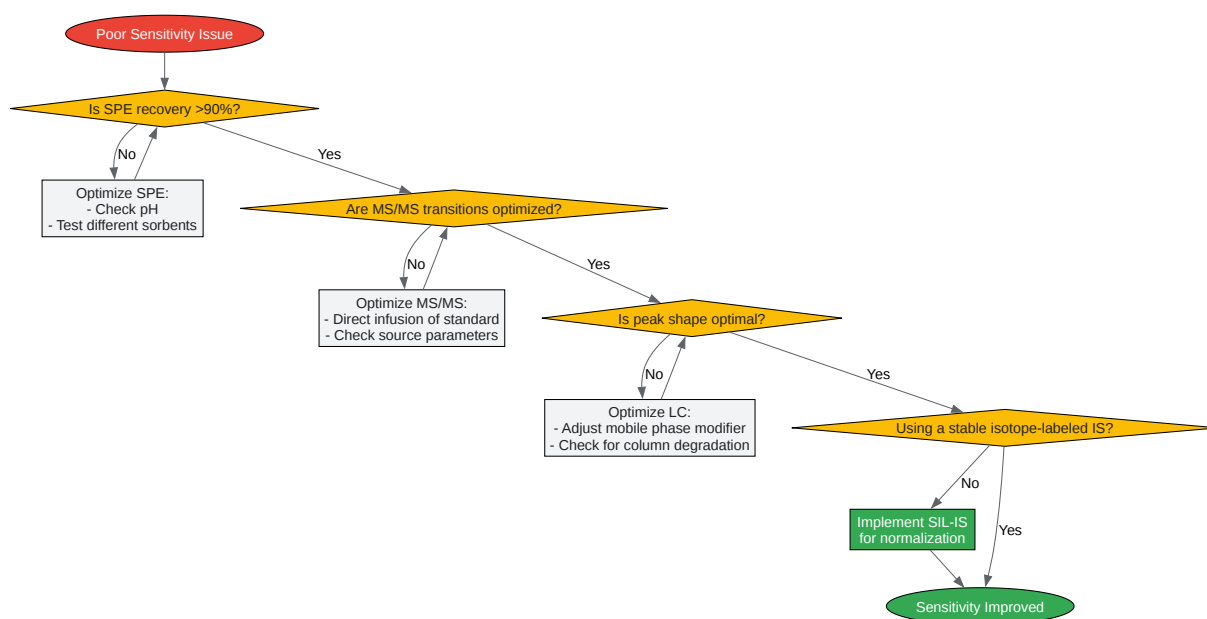 Poor Sensitivity Issue
Is SPE recovery >90%?
No
Yes
Optimize SPE:
- Check pH
- Test different sorbents
Are MS/MS transitions optimized?
No
Yes
Optimize MS/MS:
- Direct infusion of standard
- Check source parameters
Is peak shape optimal?
No
Yes
Optimize LC:
- Adjust mobile phase modifier
- Check for column degradation
Using a stable isotope-labeled IS?
No
Yes
Implement SIL-IS
for normalization
Sensitivity Improved